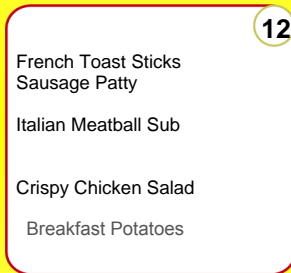 12
French Toast Sticks
Sausage Patty
Italian Meatball Sub
Crispy Chicken Salad
Breakfast Potatoes